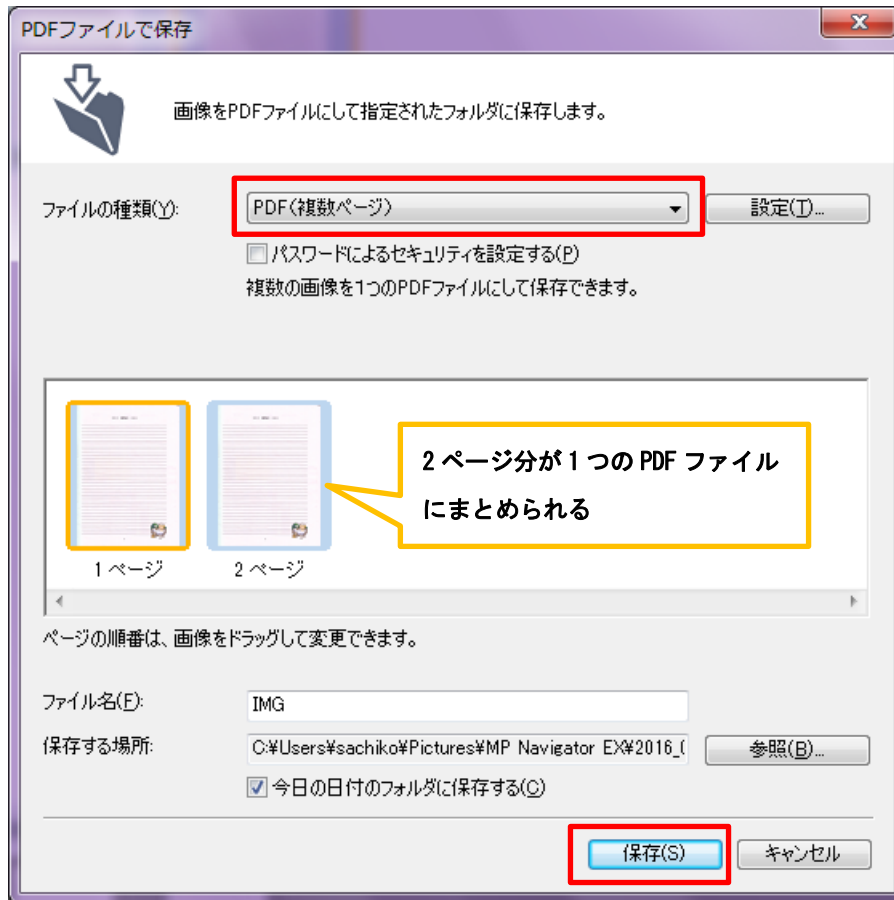 PDFファイルで保存
画像をPDFファイルにして指定されたフォルダに保存します。
ファイルの種類(Y):
PDF(複数ページ)
設定(T)...
パスワードによるセキュリティを設定する(P)
複数の画像を1つのPDFファイルにして保存できます。
2ページ分が1つのPDFファイル
にまとめられる
1ページ
2ページ
ページの順番は、画像をドラッグして変更できます。
ファイル名(F):
IMG
保存する場所:
C:¥Users¥sachiko¥Pictures¥MP Navigator EX¥2016_(
参照(B)...
今日の日付のフォルダに保存する(C)
保存(S)
キャンセル